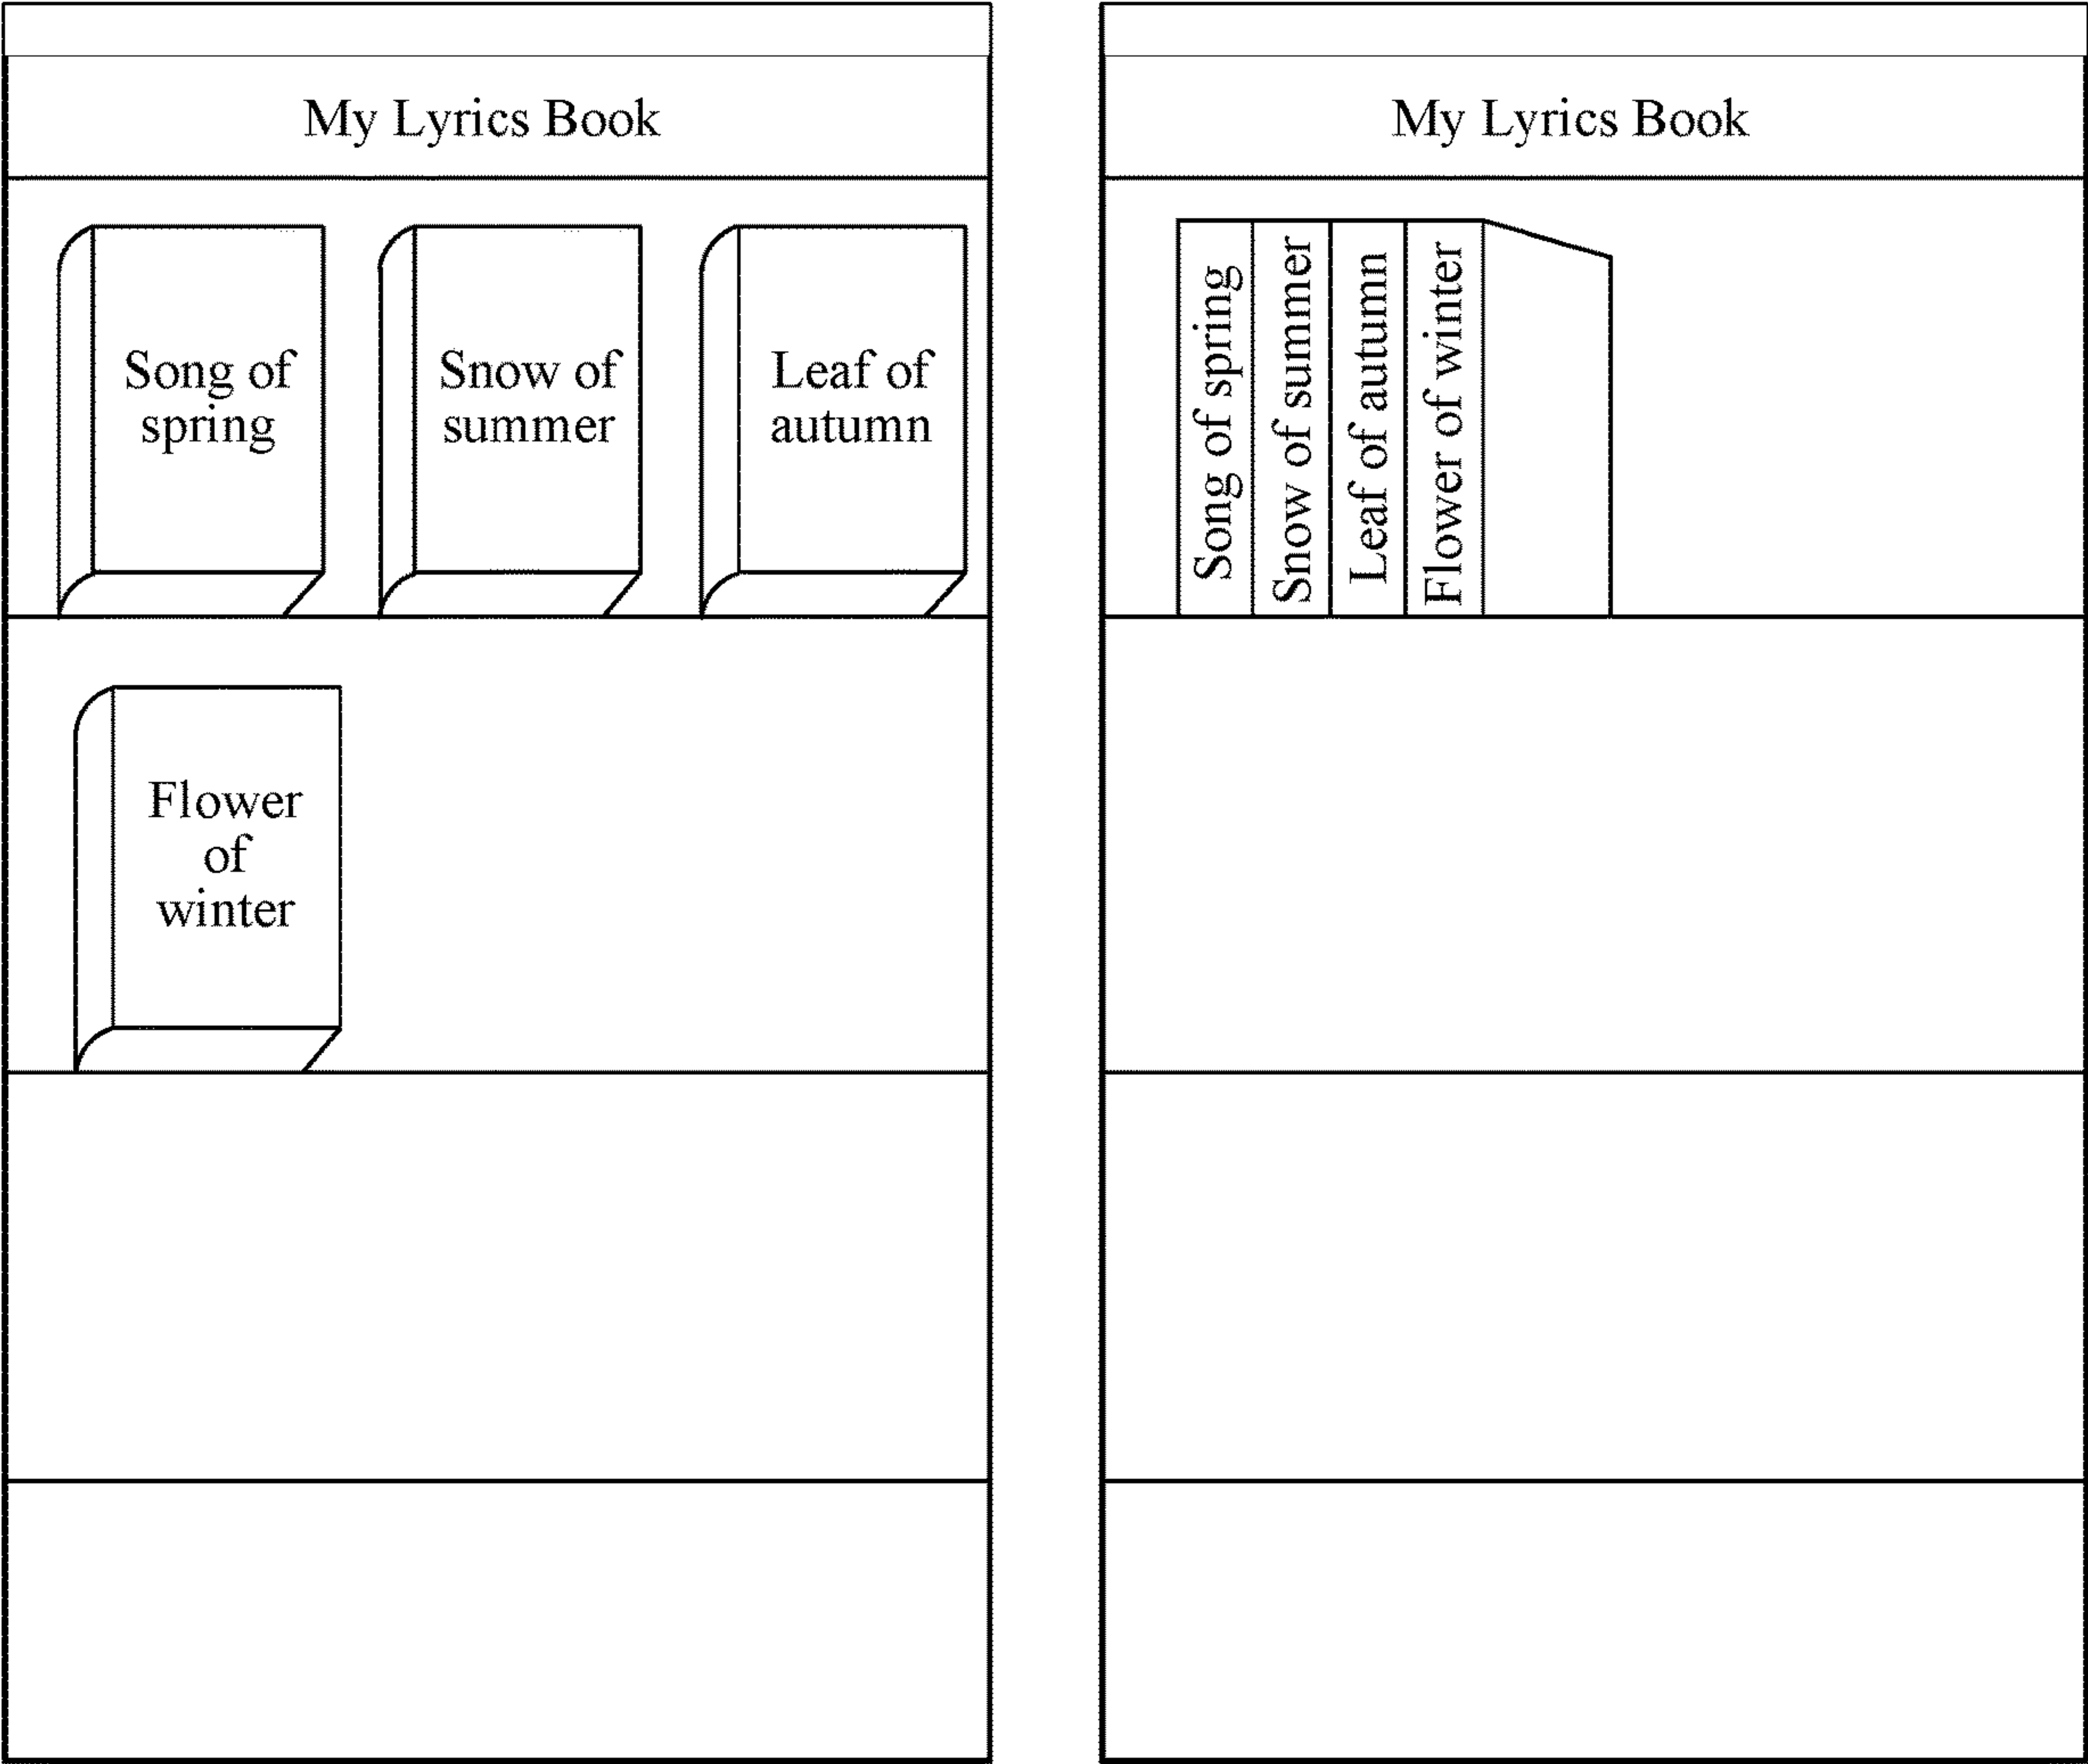 My Lyrics Book
Song of
spring
Snow of
summer
Leaf of
autumn
Flower
of
winter
My Lyrics Book
Song of spring
Snow of summer
Leaf of autumn
Flower of winter